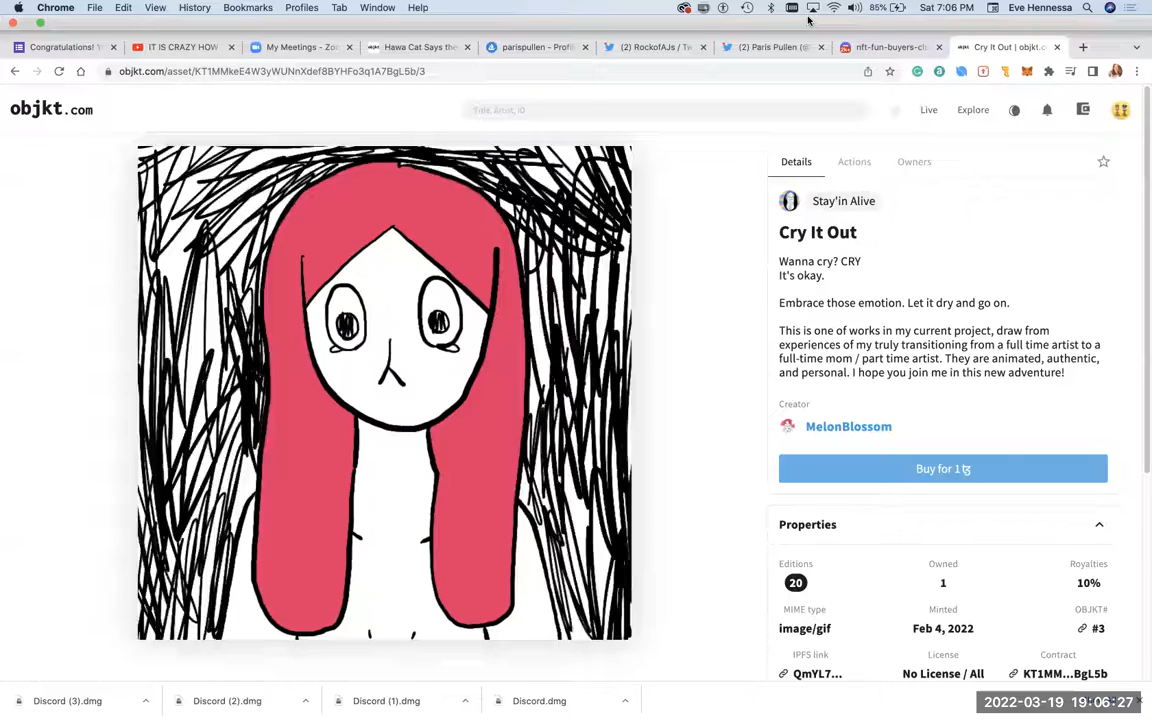 Chrome File Edit View History Bookmarks Profiles Tab Window Help 85% Sat 7:06 PM Eve Hennessa
Congratulations! Y IT IS CRAZY HOW My Meetings - Zoo Hawa Cat Says the parispullen - Profi (2) RockofAJs / Tw (2) Paris Pullen (@ nft-fun-buyers-cl Cry It Out | objkt.c
objkt.com/asset/KT1MMkeE4W3yWUNnXdef8BYHFo3q1A7BgL5b/3
objkt.com Title, Artist, ID Live Explore
Details Actions Owners
Stay'in Alive
Cry It Out
Wanna cry? CRY
It's okay.
Embrace those emotion. Let it dry and go on.
This is one of works in my current project, draw from
experiences of my truly transitioning from a full time artist to a
full-time mom / part time artist. They are animated, authentic,
and personal. I hope you join me in this new adventure!
Creator
MelonBlossom
Buy for 1 ꜩ
Properties
Editions Owned Royalties
20 1 10%
MIME type Minted OBJKT#
image/gif Feb 4, 2022 #3
IPFS link License Contract
QmYL7... No License / All KT1MM...BgL5b
Discord (3).dmg Discord (2).dmg Discord (1).dmg Discord.dmg
2022-03-19 19:06:27